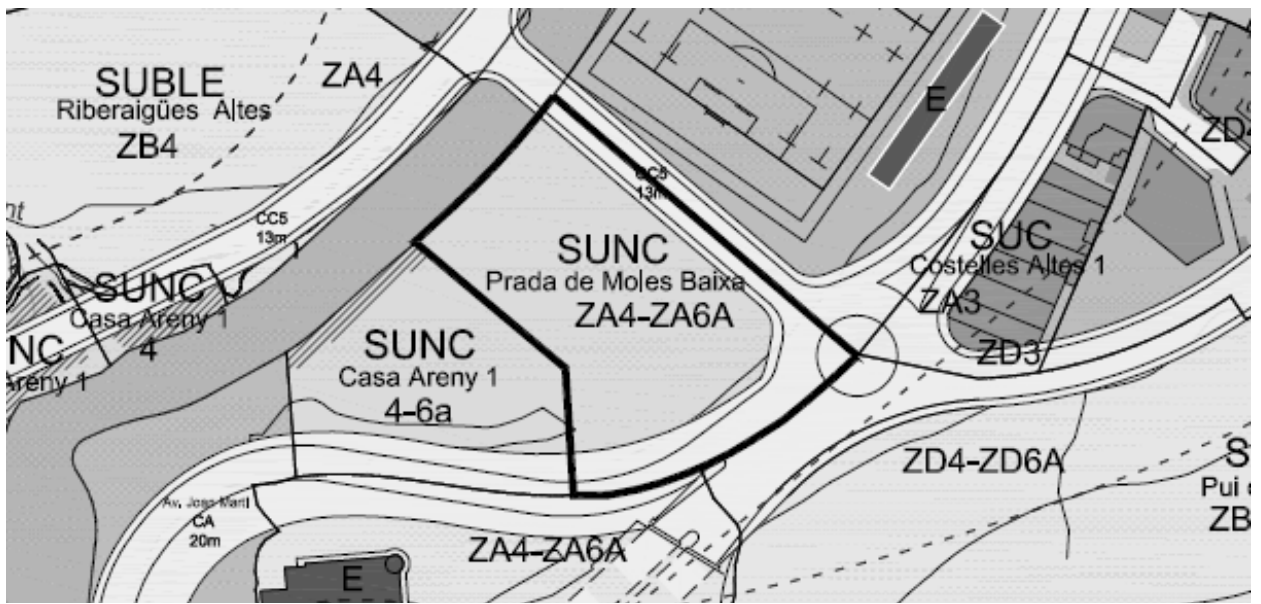 SUBLE
Riberaigües Altes
ZB4
ZA4
CC5
13m
SUNC
Casa Areny 1
4
NC
Areny 1
SUNC
Casa Areny 1
4-6a
CC5
13m
SUNC
Prada de Moles Baixa
ZA4-ZA6A
E
ZD4
SUC
Costelles Altes 1
ZA3
ZD3
ZD4-ZD6A
S
Pui
ZB
Av. Joan Martí
CA
20m
ZA4-ZA6A
E